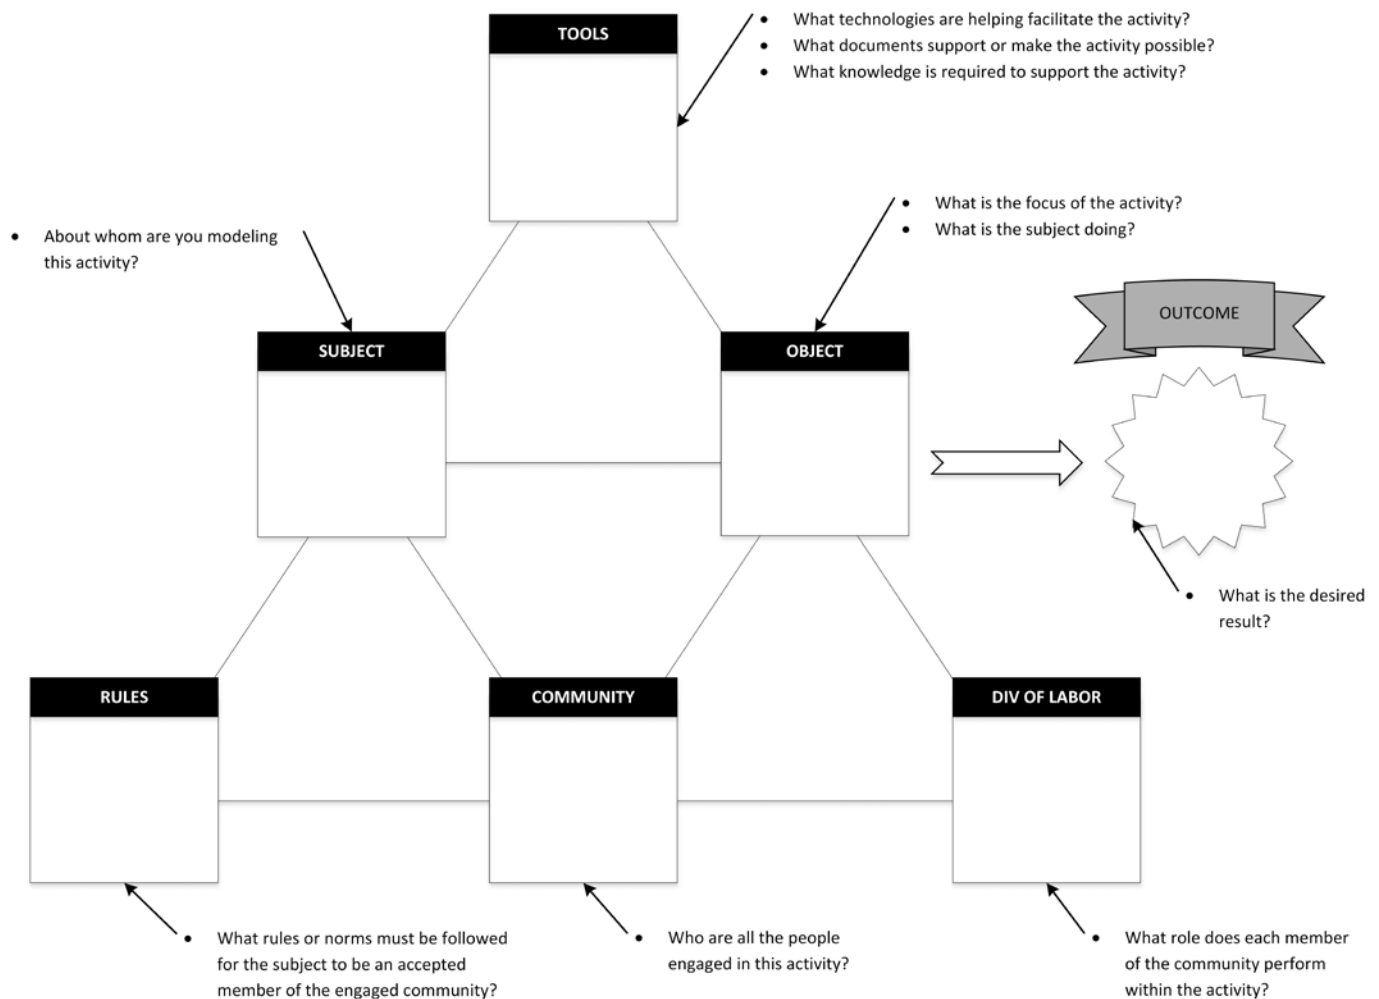 TOOLS
• What technologies are helping facilitate the activity?
• What documents support or make the activity possible?
• What knowledge is required to support the activity?
• About whom are you modeling
this activity?
• What is the focus of the activity?
• What is the subject doing?
SUBJECT
OBJECT
OUTCOME
• What is the desired
result?
RULES
COMMUNITY
DIV OF LABOR
• What rules or norms must be followed
for the subject to be an accepted
member of the engaged community?
• Who are all the people
engaged in this activity?
• What role does each member
of the community perform
within the activity?